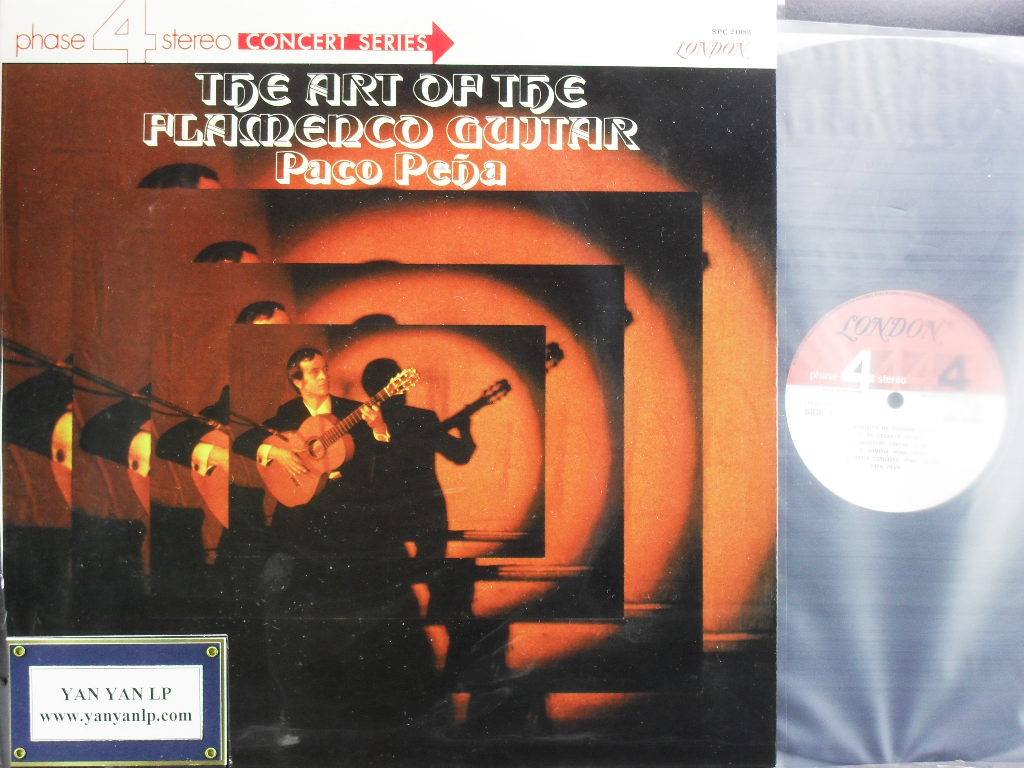 phase 4 stereo CONCERT SERIES
SPC 21083
LONDON
THE ART OF THE
FLAMENCO GUITAR
Paco Peña
LONDON
phase 4 stereo 4
SIDE
YAN YAN LP
www.yanyanlp.com